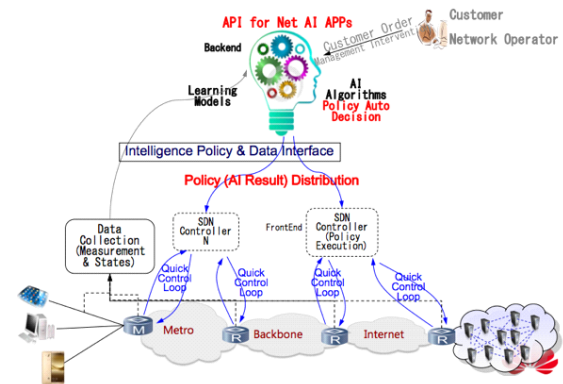 API for Net AI APPs
Customer
Network Operator
Customer Order
Management Interventi
Backend
AI
Algorithms
Policy Auto
Decision
Learning
Models
Intelligence Policy & Data Interface
Policy (AI Result) Distribution
Data
Collection
(Measurement
& States)
SDN
Controller
N
FrontEnd
SDN
Controller
(Policy
Execution)
Quick
Control
Loop
Quick
Control
Loop
Quick
Control
Loop
Quick
Control
Loop
M
Metro
R
Backbone
R
Internet
R